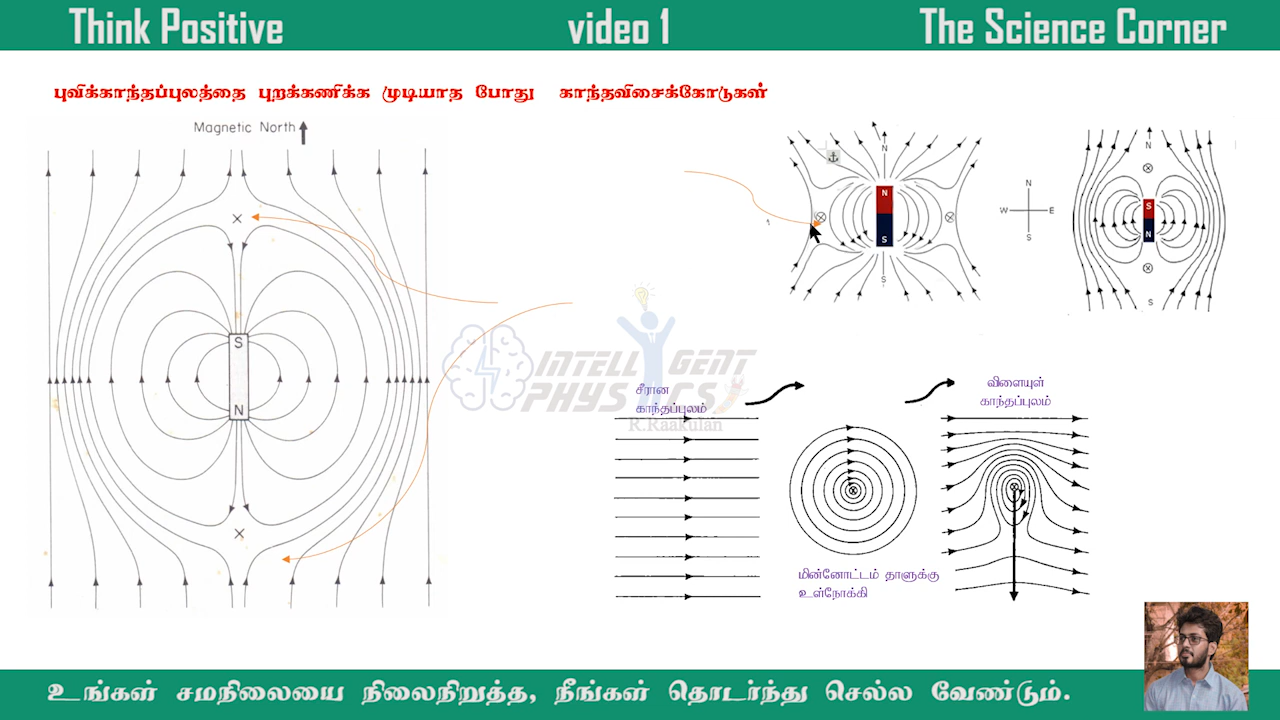 Think Positive
video 1
The Science Corner
புவிக்காந்தப்புலத்தை புறக்கணிக்க முடியாத போது காந்தவிசைக்கோடுகள்
Magnetic North
S
N
N
N
S
S
N
W E
S
N
S
N
S
INTELLIGENT
PHYSICS
R.Raakulan
சீரான
காந்தப்புலம்
விளையுள்
காந்தப்புலம்
மின்னோட்டம் தாளுக்கு
உள்நோக்கி
உங்கள் சமநிலையை நிலைநிறுத்த, நீங்கள் தொடர்ந்து செல்ல வேண்டும்.